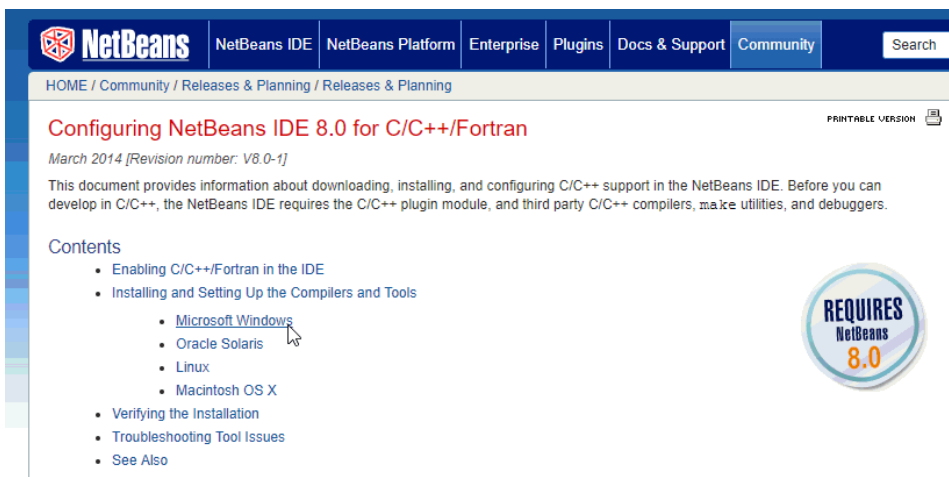 NetBeans
NetBeans IDE
NetBeans Platform
Enterprise
Plugins
Docs & Support
Community
Search
HOME / Community / Releases & Planning / Releases & Planning
Configuring NetBeans IDE 8.0 for C/C++/Fortran
PRINTABLE VERSION
March 2014 [Revision number: V8.0-1]
This document provides information about downloading, installing, and configuring C/C++ support in the NetBeans IDE. Before you can
develop in C/C++, the NetBeans IDE requires the C/C++ plugin module, and third party C/C++ compilers, make utilities, and debuggers.
Contents
• Enabling C/C++/Fortran in the IDE
• Installing and Setting Up the Compilers and Tools
• Microsoft Windows
• Oracle Solaris
• Linux
• Macintosh OS X
• Verifying the Installation
• Troubleshooting Tool Issues
• See Also
REQUIRES
NetBeans
8.0